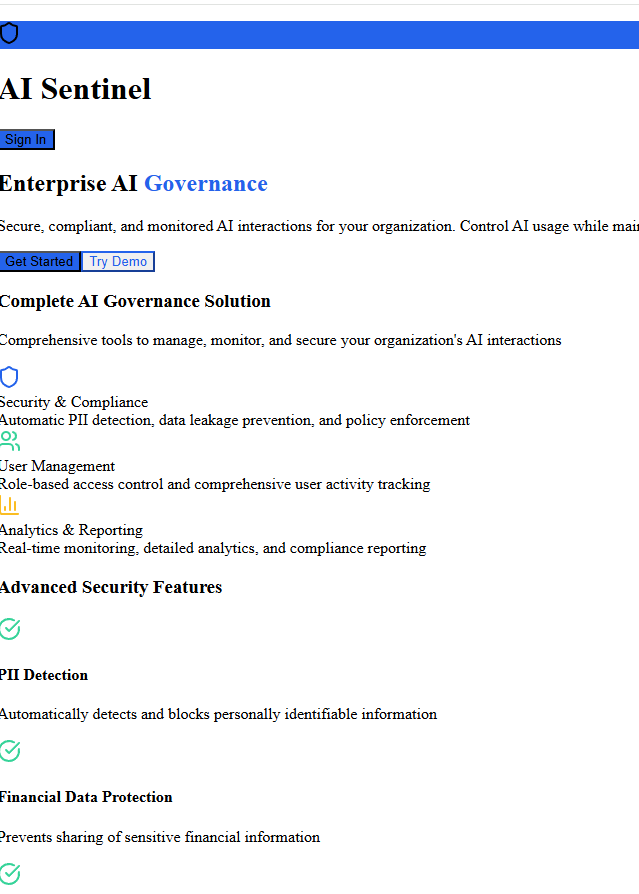 AI Sentinel
Sign In
Enterprise AI Governance
Secure, compliant, and monitored AI interactions for your organization. Control AI usage while
Get Started Try Demo
Complete AI Governance Solution
Comprehensive tools to manage, monitor, and secure your organization's AI interactions
Security & Compliance
Automatic PII detection, data leakage prevention, and policy enforcement
User Management
Role-based access control and comprehensive user activity tracking
Analytics & Reporting
Real-time monitoring, detailed analytics, and compliance reporting
Advanced Security Features
PII Detection
Automatically detects and blocks personally identifiable information
Financial Data Protection
Prevents sharing of sensitive financial information